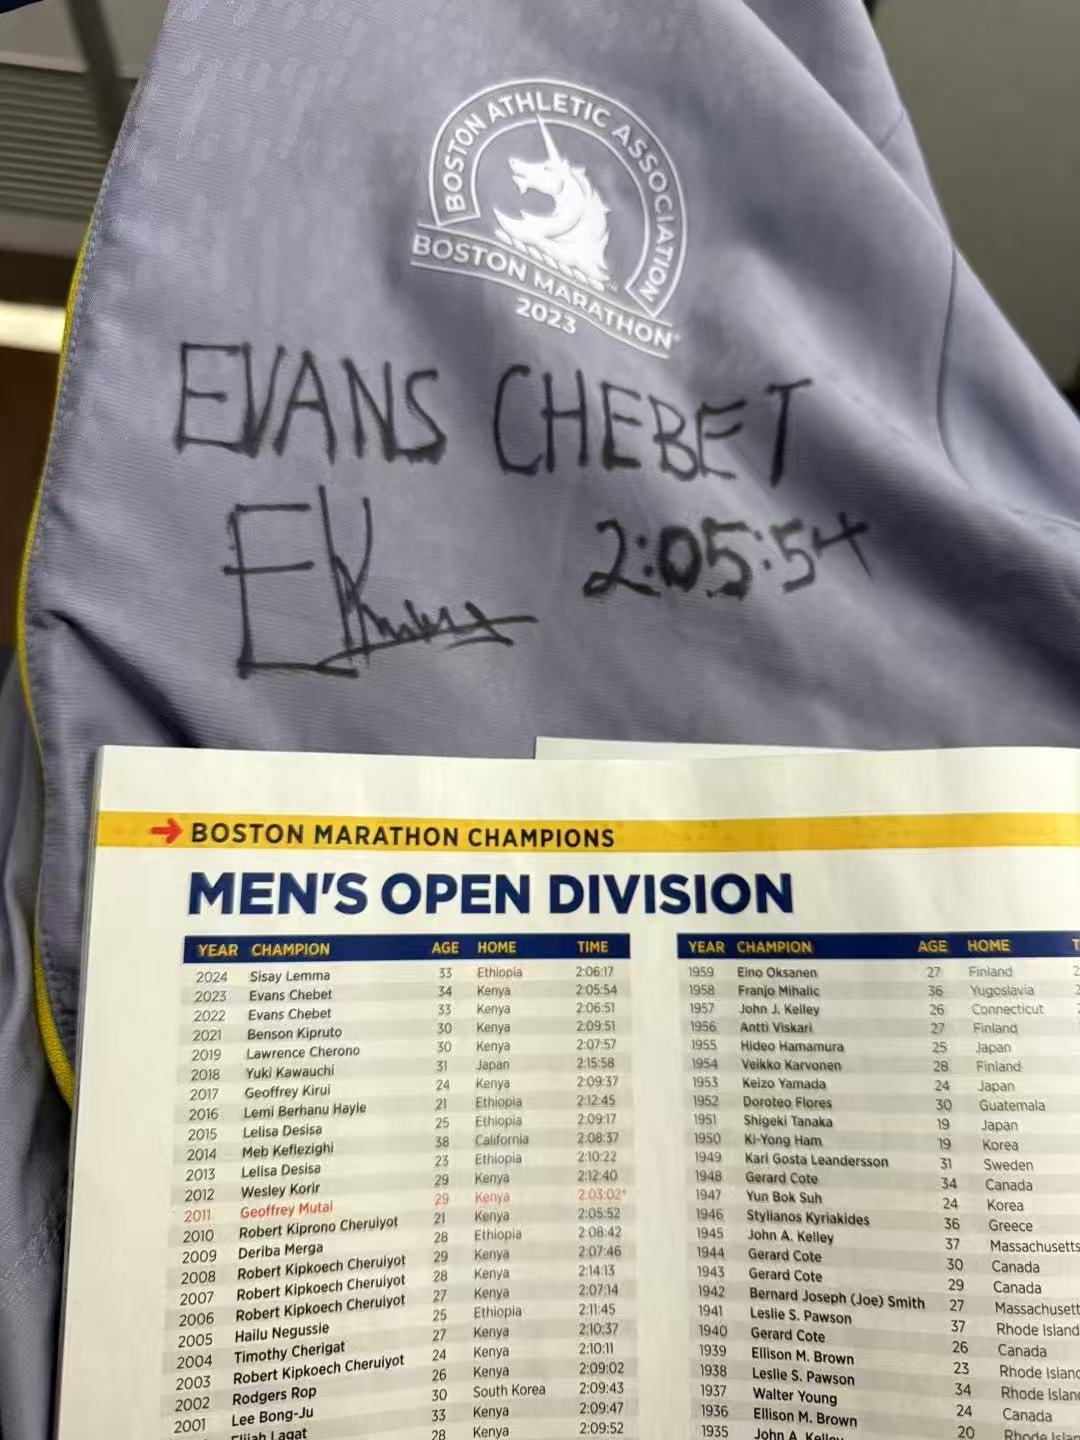 BOSTON ATHLETIC ASSOCIATION
BOSTON MARATHON®
2023
EVANS CHEBET
2:05:54
BOSTON MARATHON CHAMPIONS
MEN'S OPEN DIVISION
YEAR CHAMPION AGE HOME TIME
2024 Sisay Lemma 33 Ethiopia 2:06:17
2023 Evans Chebet 34 Kenya 2:05:54
2022 Evans Chebet 33 Kenya 2:06:51
2021 Benson Kipruto 30 Kenya 2:09:51
2019 Lawrence Cherono 30 Kenya 2:07:57
2018 Yuki Kawauchi 31 Japan 2:15:58
2017 Geoffrey Kirui 24 Kenya 2:09:37
2016 Lemi Berhanu Hayle 21 Ethiopia 2:12:45
2015 Lelisa Desisa 25 Ethiopia 2:09:17
2014 Meb Keflezighi 38 California 2:08:37
2013 Lelisa Desisa 23 Ethiopia 2:10:22
2012 Wesley Korir 29 Kenya 2:12:40
2011 Geoffrey Mutai 29 Kenya 2:03:02*
2010 Robert Kiprono Cheruiyot 21 Kenya 2:05:52
2009 Deriba Merga 28 Ethiopia 2:08:42
2008 Robert Kipkoech Cheruiyot 29 Kenya 2:07:46
2007 Robert Kipkoech Cheruiyot 28 Kenya 2:14:13
2006 Robert Kipkoech Cheruiyot 27 Kenya 2:07:14
2005 Hailu Negussie 25 Ethiopia 2:11:45
2004 Timothy Cherigat 27 Kenya 2:10:37
2003 Robert Kipkoech Cheruiyot 24 Kenya 2:10:11
2002 Rodgers Rop 26 Kenya 2:09:02
2001 Lee Bong-Ju 30 South Korea 2:09:43
Elijah Lagat 33 Kenya 2:09:47
28 Kenya 2:09:52
YEAR CHAMPION AGE HOME T
1959 Eino Oksanen 27 Finland 2
1958 Franjo Mihalic 36 Yugoslavia
1957 John J. Kelley 26 Connecticut
1956 Antti Viskari 27 Finland
1955 Hideo Hamamura 25 Japan
1954 Veikko Karvonen 28 Finland
1953 Keizo Yamada 24 Japan
1952 Doroteo Flores 30 Guatemala
1951 Shigeki Tanaka 19 Japan
1950 Ki-Yong Ham 19 Korea
1949 Karl Gosta Leandersson 31 Sweden
1948 Gerard Cote 34 Canada
1947 Yun Bok Suh 24 Korea
1946 Stylianos Kyriakides 36 Greece
1945 John A. Kelley 37 Massachusetts
1944 Gerard Cote 30 Canada
1943 Gerard Cote 29 Canada
1942 Bernard Joseph (Joe) Smith 27 Massachusett
1941 Leslie S. Pawson 37 Rhode Island
1940 Gerard Cote 26 Canada
1939 Ellison M. Brown 23 Rhode Islan
1938 Leslie S. Pawson 34 Rhode Islan
1937 Walter Young 24 Canada
1936 Ellison M. Brown 20 Rhode Islan
1935 John A. Kelley